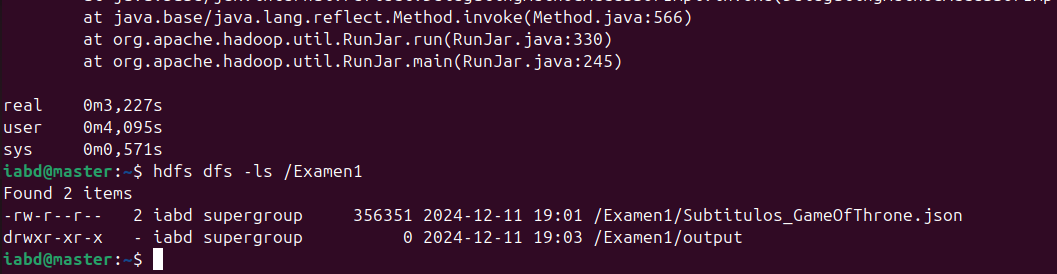 at java.base/java.lang.reflect.Method.invoke(Method.java:566)
at org.apache.hadoop.util.RunJar.run(RunJar.java:330)
at org.apache.hadoop.util.RunJar.main(RunJar.java:245)
real    0m3,227s
user    0m4,095s
sys     0m0,571s
iabd@master:~$ hdfs dfs -ls /Examen1
Found 2 items
-rw-r--r--   2 iabd supergroup     356351 2024-12-11 19:01 /Examen1/Subtitulos_GameOfThrone.json
drwxr-xr-x   - iabd supergroup          0 2024-12-11 19:03 /Examen1/output
iabd@master:~$